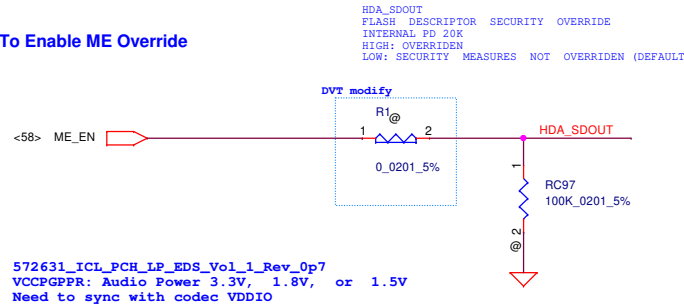 HDA_SDOUT
FLASH DESCRIPTOR SECURITY OVERRIDE
INTERNAL PD 20K
HIGH: OVERRIDEN
LOW: SECURITY MEASURES NOT OVERRIDEN (DEFAULT
To Enable ME Override
DVT modify
R1
@
<58> ME_EN
1
2
HDA_SDOUT
0_0201_5%
1
RC97
100K_0201_5%
2
@
572631_ICL_PCH_LP_EDS_Vol_1_Rev_0p7
VCCPGPPR: Audio Power 3.3V, 1.8V, or 1.5V
Need to sync with codec VDDIO